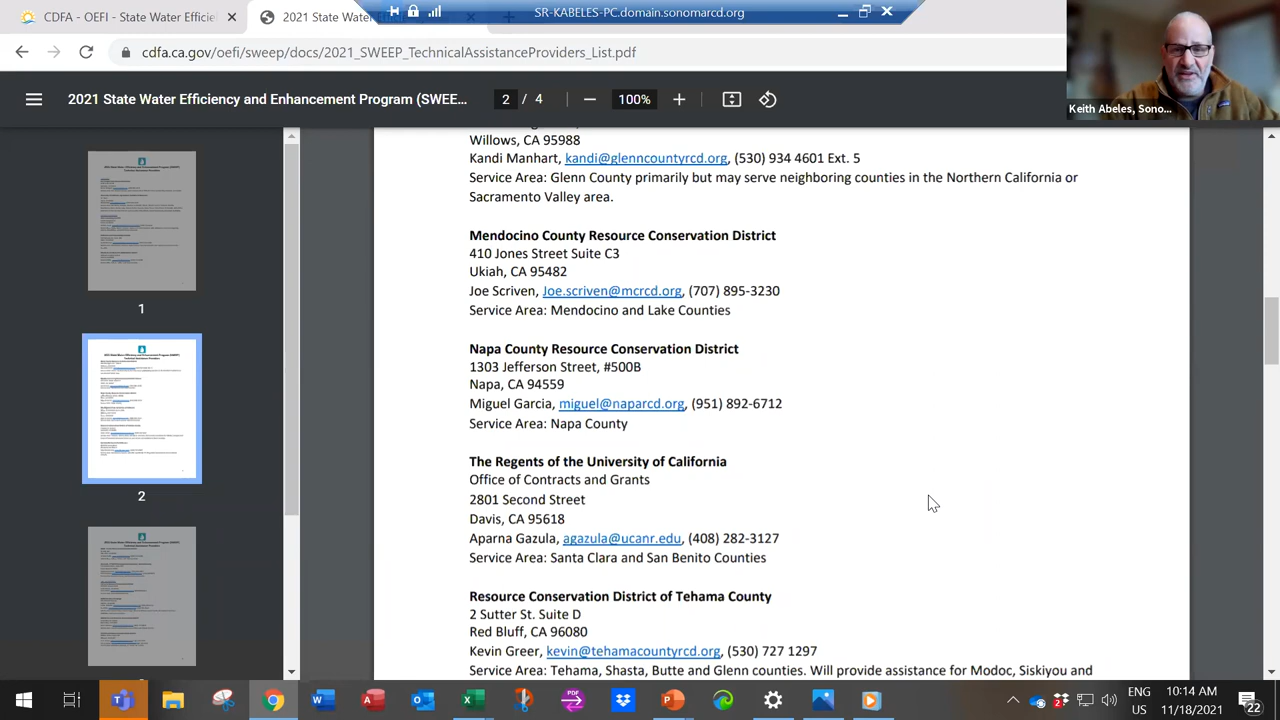 CDFA - OEFI - State Water Effic
2021 State Water Efficiency
SR-KABELES-PC.domain.sonomarcd.org
cdfa.ca.gov/oefi/sweep/docs/2021_SWEEP_TechnicalAssistanceProviders_List.pdf
2021 State Water Efficiency and Enhancement Program (SWEE...
2 / 4
100%
Keith Abeles, Sono...
Willows, CA 95988
Kandi Manhart, kandi@glenncountyrcd.org, (530) 934 4601 Ext. 5
Service Area: Glenn County primarily but may serve neighboring counties in the Northern California or
Sacramento Valley area.
Mendocino County Resource Conservation District
410 Jones Street Suite C3
Ukiah, CA 95482
Joe Scriven, Joe.scriven@mcrcd.org, (707) 895-3230
Service Area: Mendocino and Lake Counties
Napa County Resource Conservation District
1303 Jefferson Street, #500B
Napa, CA 94559
Miguel Garcia miguel@naparcd.org, (951) 892-6712
Service Area: County
The Regents of the University of California
Office of Contracts and Grants
2801 Second Street
Davis, CA 95618
Aparna Gazula, agazula@ucanr.edu, (408) 282-3127
Service Area: Santa Clara and San Benito Counties
Resource Conservation District of Tehama County
2 Sutter St. Suite D
Red Bluff, CA 96080
Kevin Greer, kevin@tehamacountyrcd.org, (530) 727 1297
Service Area: Tehama, Shasta, Butte and Glenn counties. Will provide assistance for Modoc, Siskiyou and
1
2
ENG
US
10:14 AM
11/18/2021
22